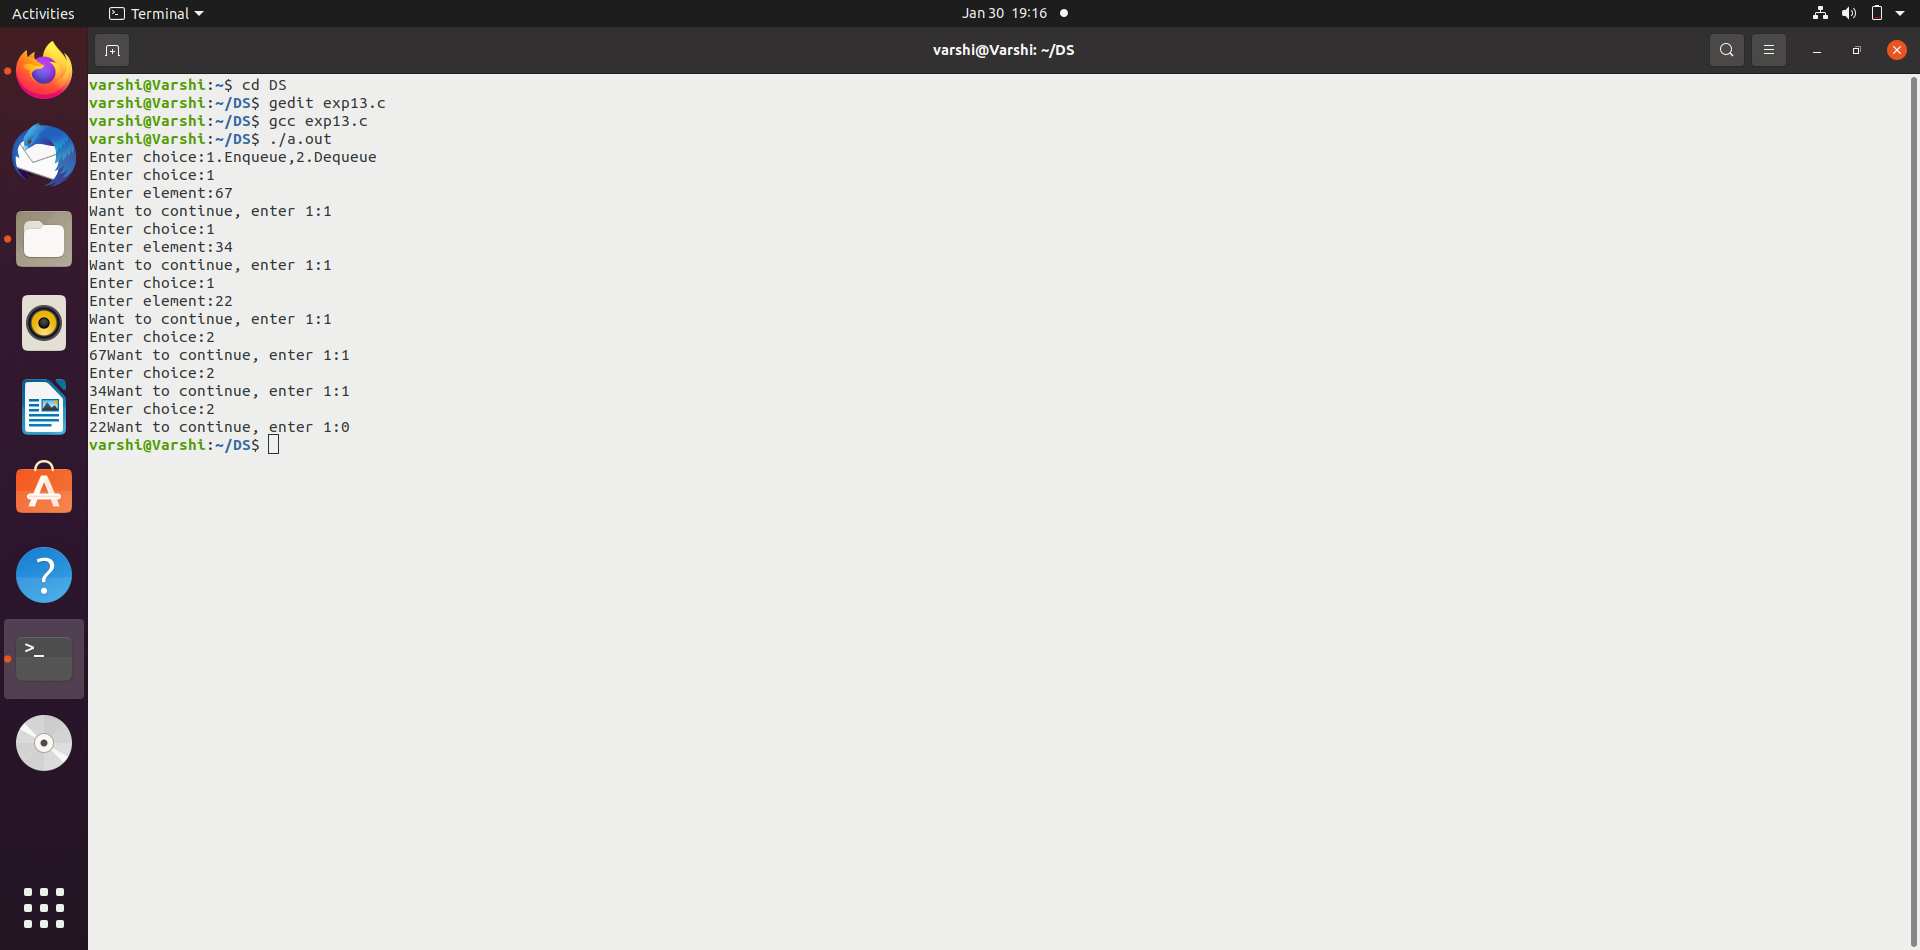 Activities
Terminal
Jan 30 19:16
varshi@Varshi: ~/DS
varshi@Varshi:~$ cd DS
varshi@Varshi:~/DS$ gedit exp13.c
varshi@Varshi:~/DS$ gcc exp13.c
varshi@Varshi:~/DS$ ./a.out
Enter choice:1.Enqueue,2.Dequeue
Enter choice:1
Enter element:67
Want to continue, enter 1:1
Enter choice:1
Enter element:34
Want to continue, enter 1:1
Enter choice:1
Enter element:22
Want to continue, enter 1:1
Enter choice:2
67Want to continue, enter 1:1
Enter choice:2
34Want to continue, enter 1:1
Enter choice:2
22Want to continue, enter 1:0
varshi@Varshi:~/DS$